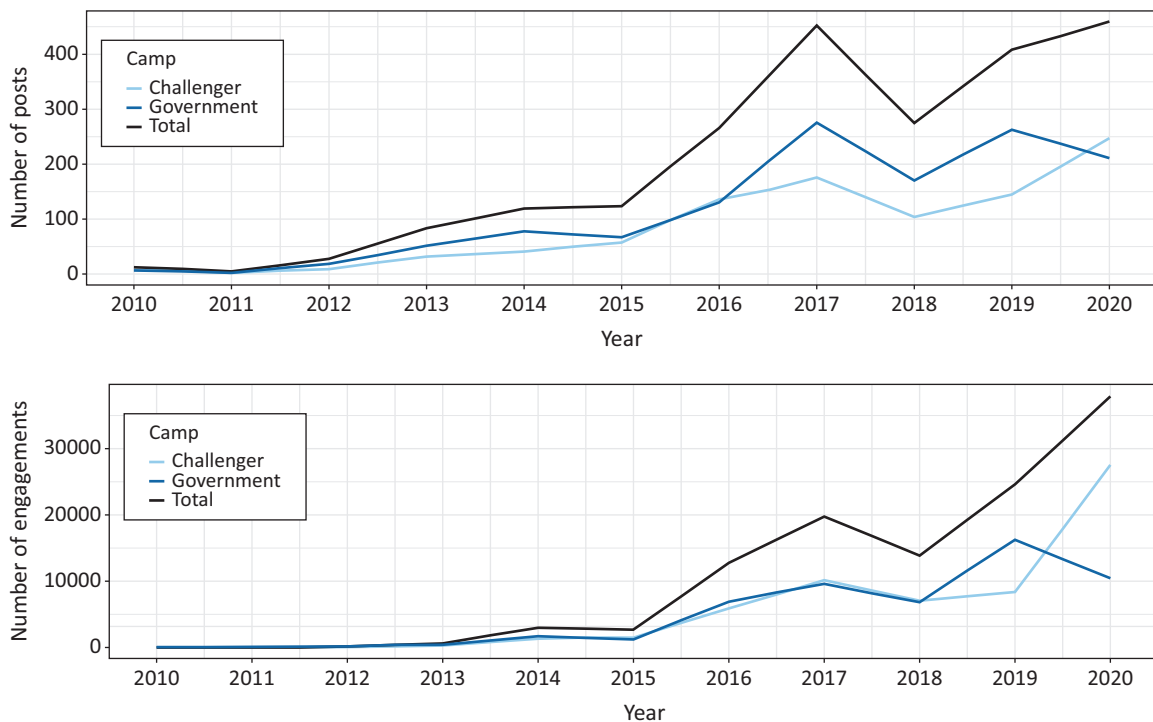 Number of posts
400
300
200
100
0
Camp
Challenger
Government
Total
2010 2011 2012 2013 2014 2015 2016 2017 2018 2019 2020
Year
Number of engagements
30000
20000
10000
0
Camp
Challenger
Government
Total
2010 2011 2012 2013 2014 2015 2016 2017 2018 2019 2020
Year